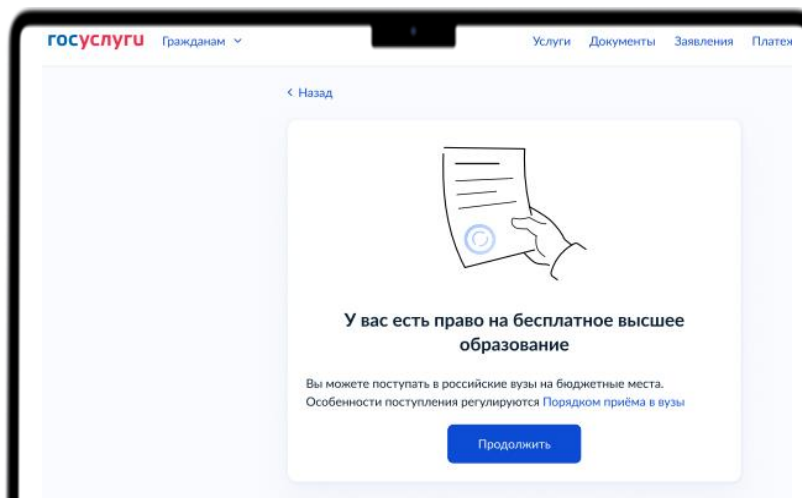 госуслуги Гражданам Услуги Документы Заявления
Назад
У вас есть право на бесплатное высшее
образование
Вы можете поступать в российские вузы на бюджетные места.
Особенности поступления регулируются Порядком приёма в вузы
Продолжить